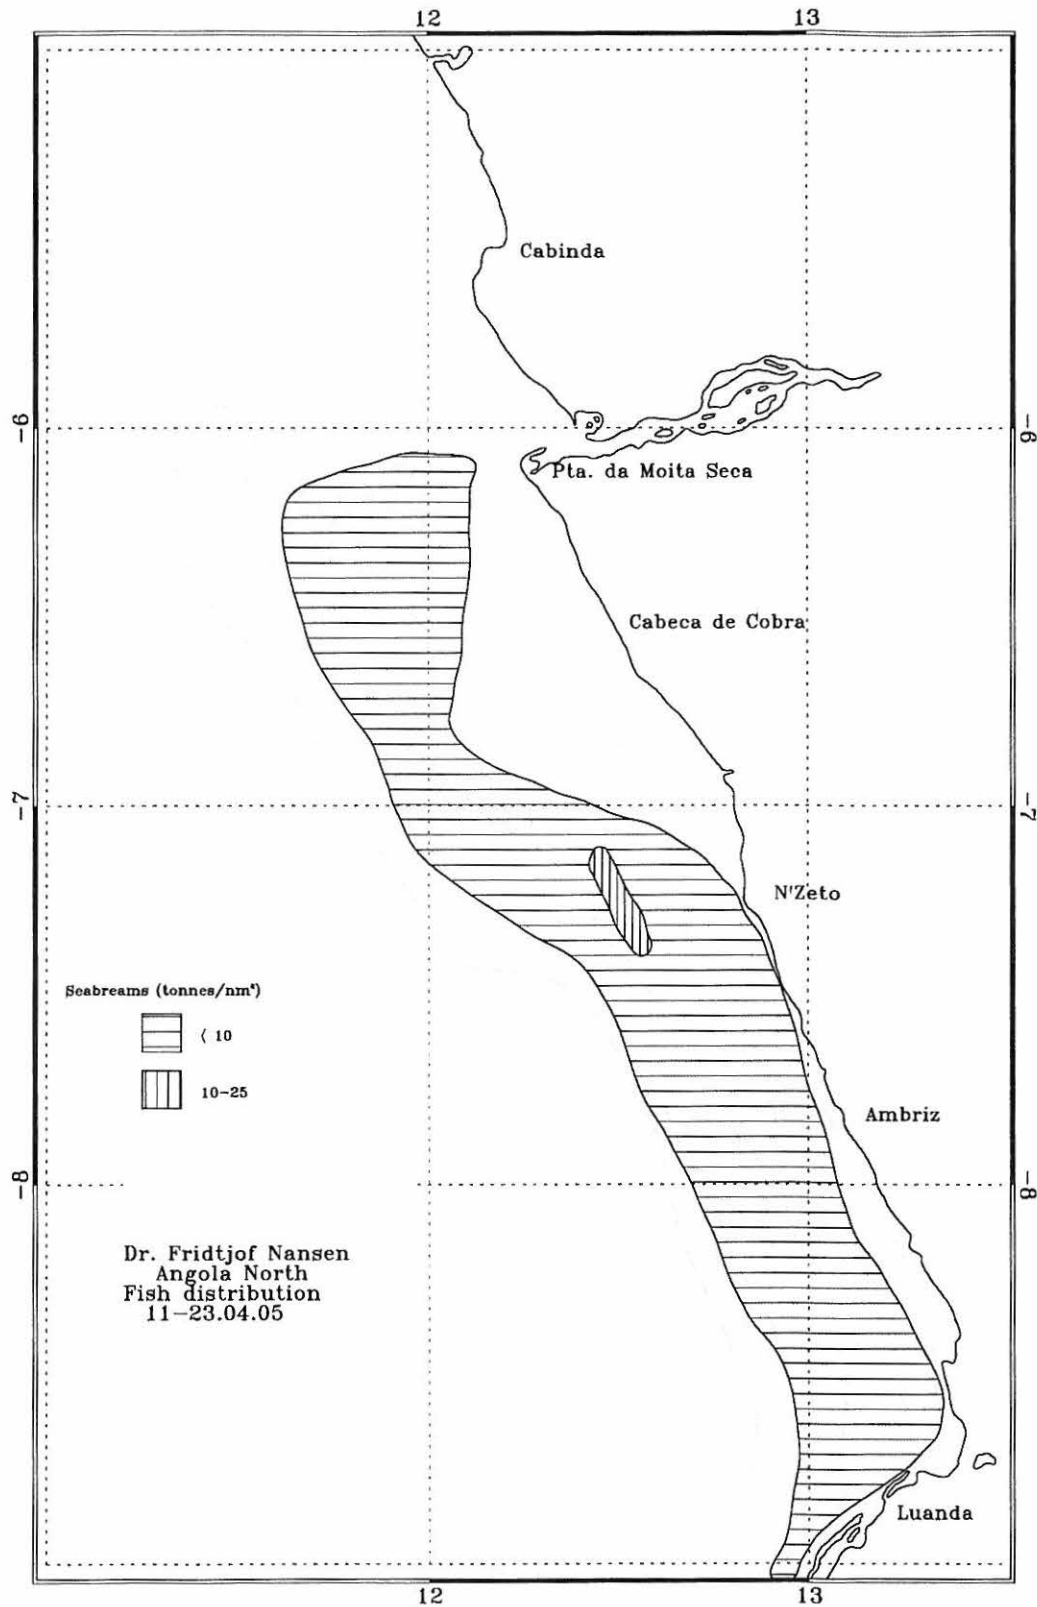 12 13
Cabinda
-6 -6
Pta. da Moita Seca
Cabeca de Cobra
-7 -7
N'Zeto
Seabreams (tonnes/nm²)
⟨ 10
10-25
Ambriz
-8 -8
Dr. Fridtjof Nansen
Angola North
Fish distribution
11-23.04.05
Luanda
12 13